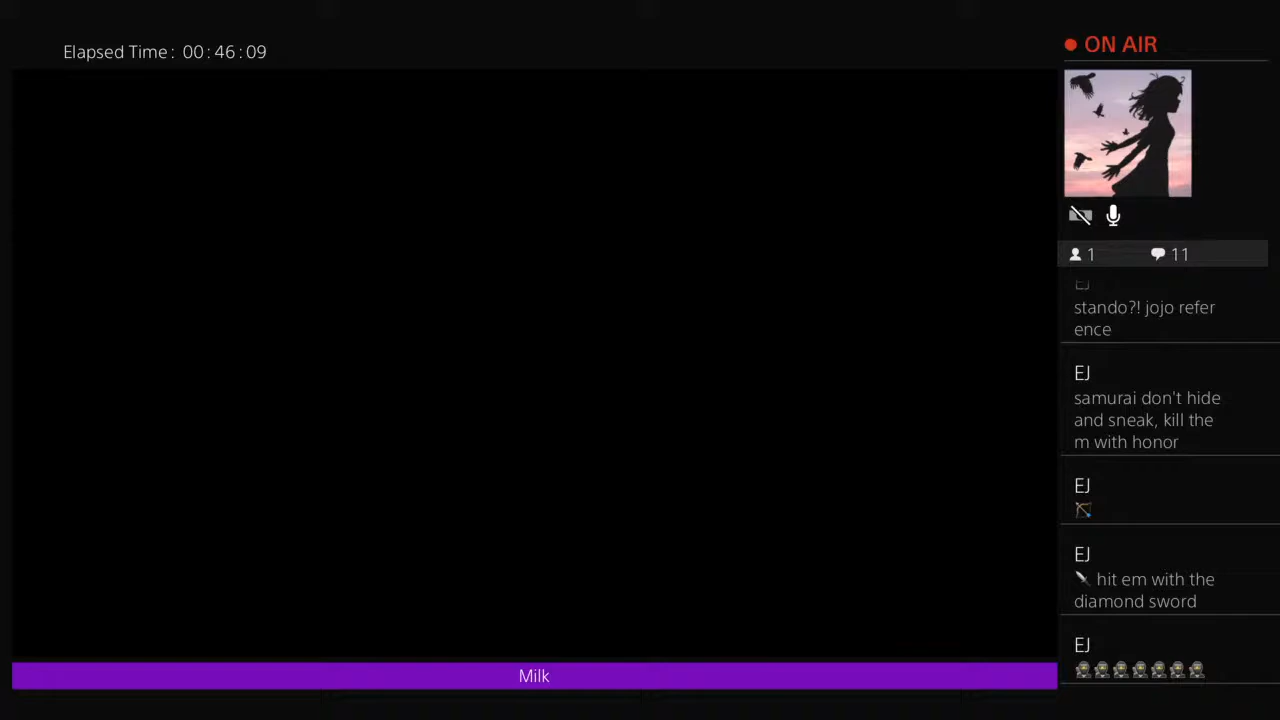 Elapsed Time: 00:46:09
ON AIR
1
11
EJ
stando?! jojo refer
ence
EJ
samurai don't hide
and sneak, kill the
m with honor
EJ
🏹
EJ
🗡 hit em with the
diamond sword
EJ
Milk